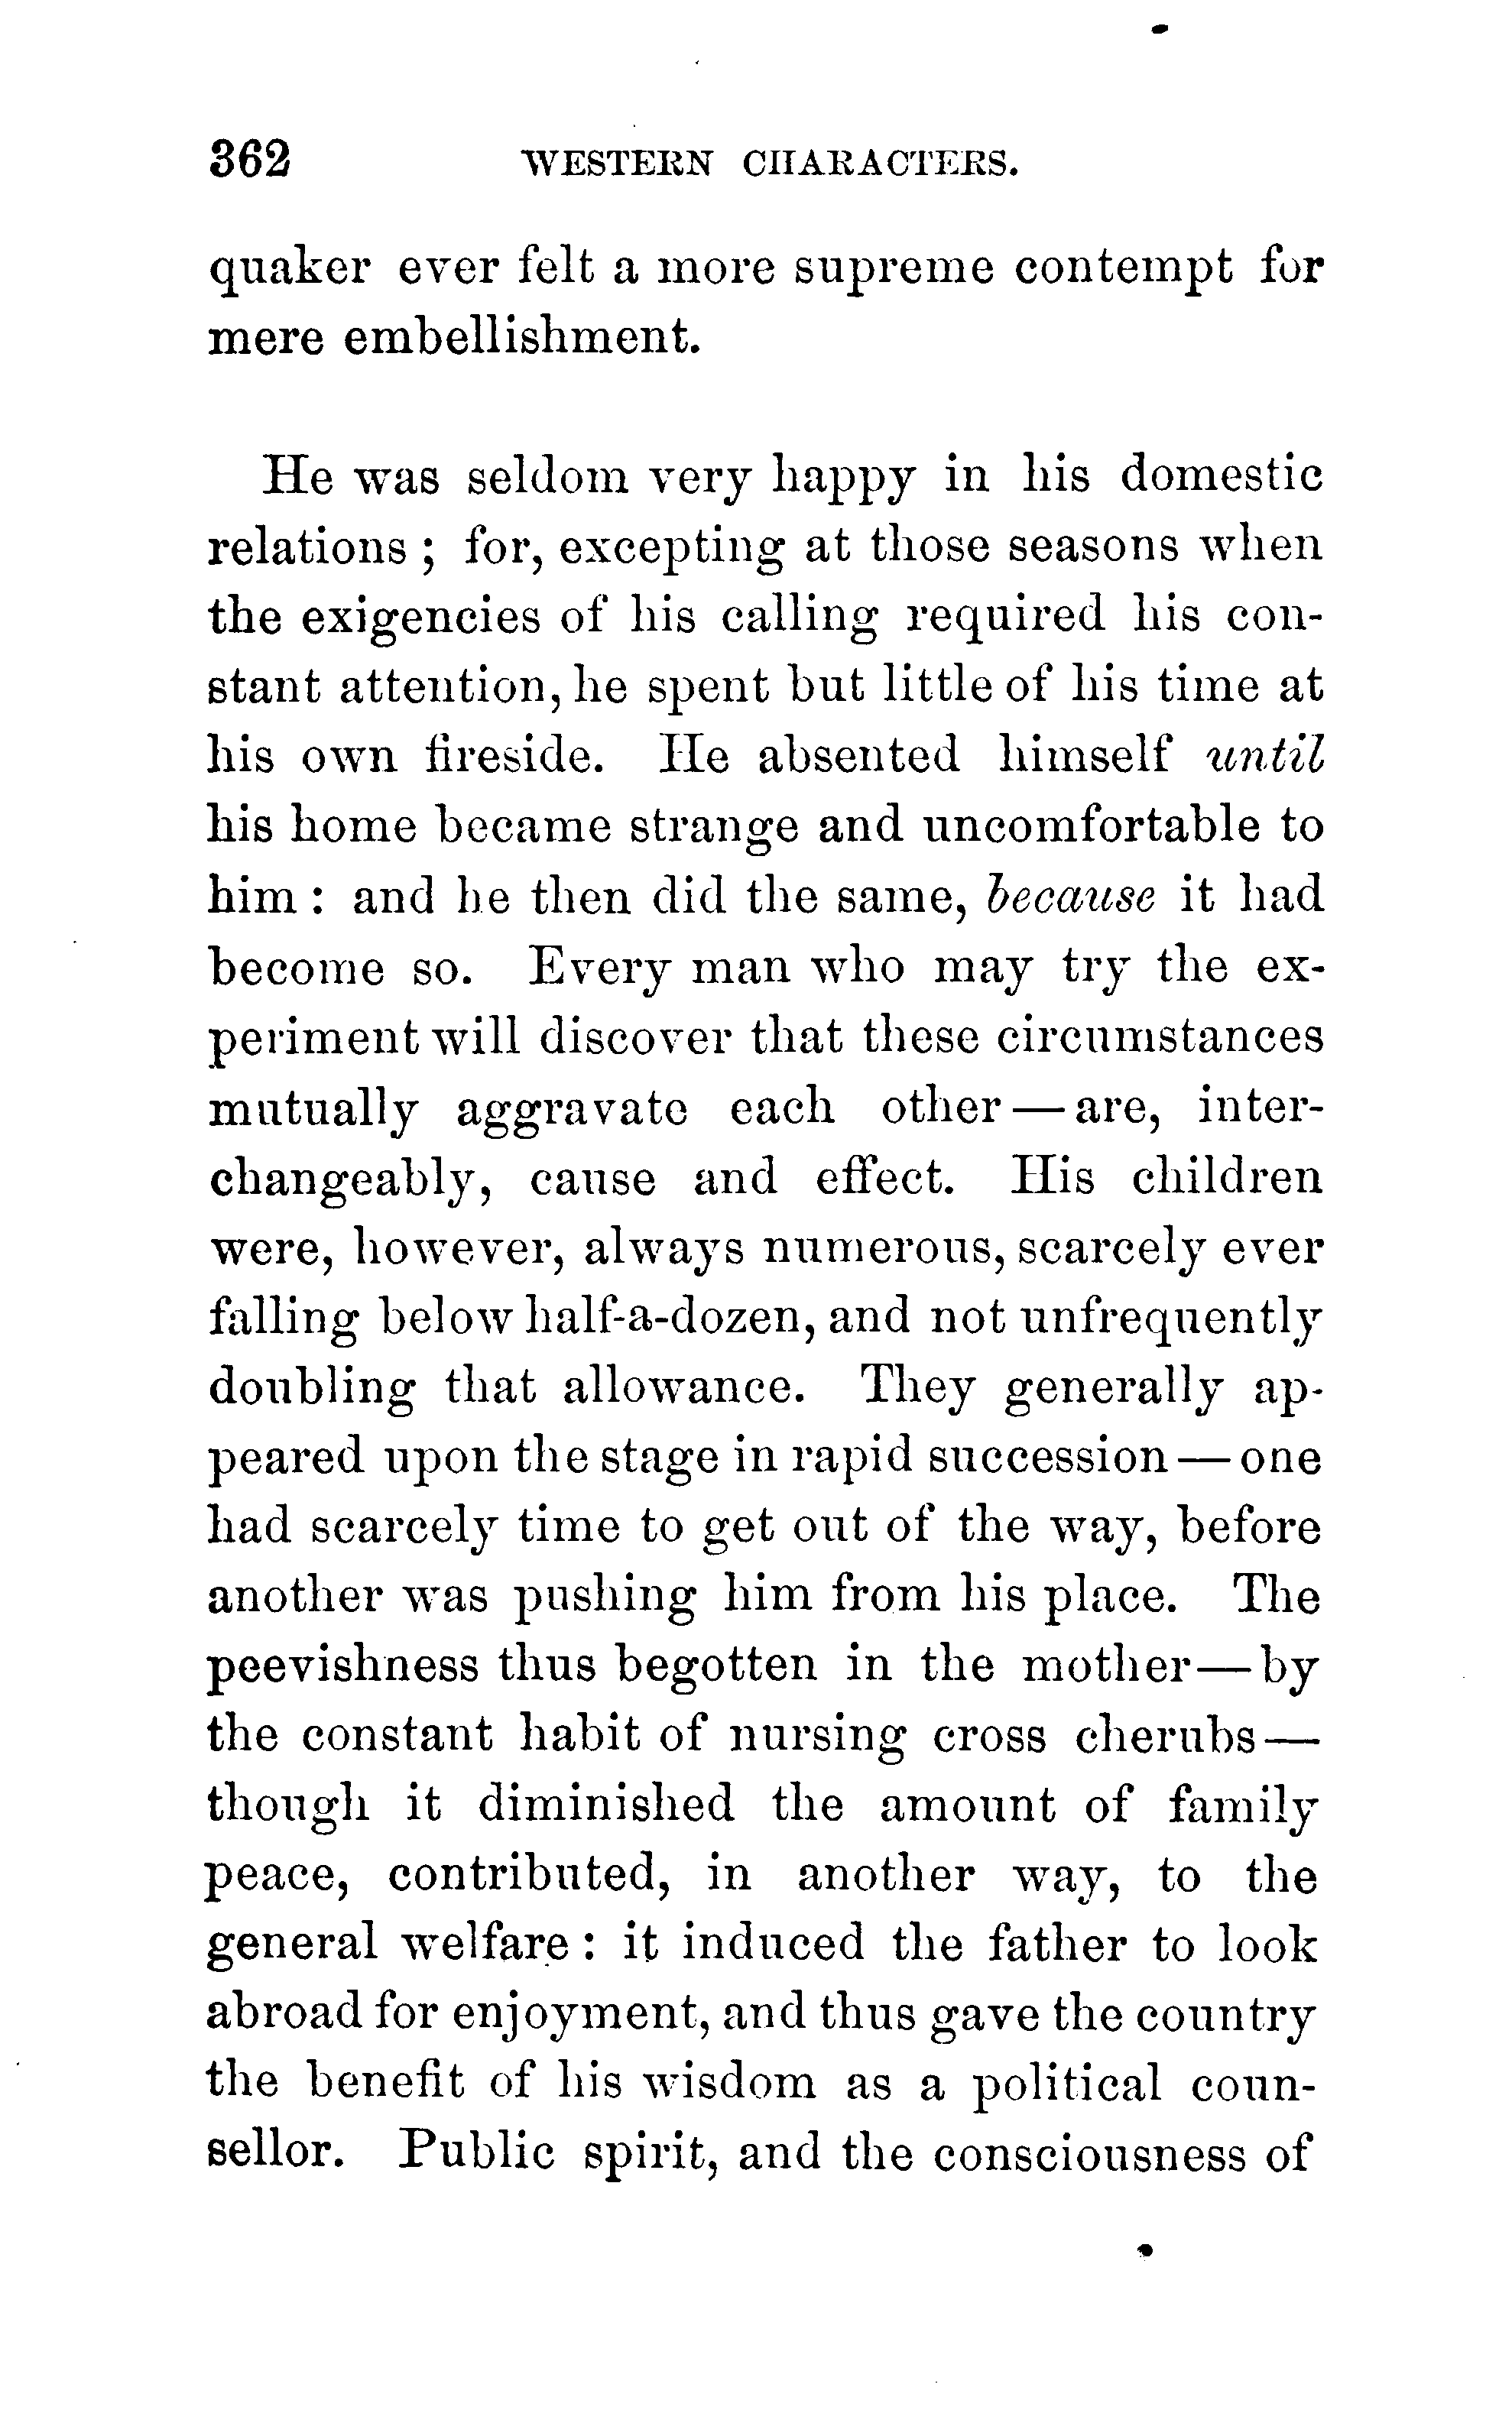 362 WESTERN CHARACTERS.
quaker ever felt a more supreme contempt for
mere embellishment.
He was seldom very happy in his domestic
relations ; for, excepting at those seasons when
the exigencies of his calling required his con-
stant attention, he spent but little of his time at
his own fireside. He absented himself until
his home became strange and uncomfortable to
him : and he then did the same, because it had
become so. Every man who may try the ex-
periment will discover that these circumstances
mutually aggravate each other — are, inter-
changeably, cause and effect. His children
were, however, always numerous, scarcely ever
falling below half-a-dozen, and not unfrequently
doubling that allowance. They generally ap-
peared upon the stage in rapid succession — one
had scarcely time to get out of the way, before
another was pushing him from his place. The
peevishness thus begotten in the mother — by
the constant habit of nursing cross cherubs —
though it diminished the amount of family
peace, contributed, in another way, to the
general welfare : it induced the father to look
abroad for enjoyment, and thus gave the country
the benefit of his wisdom as a political coun-
sellor. Public spirit, and the consciousness of